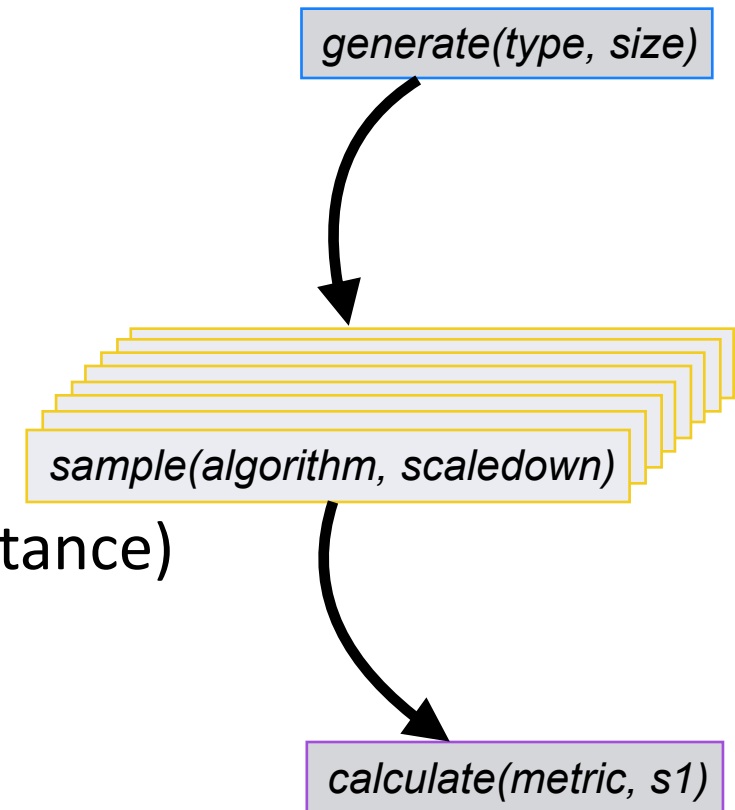 generate(type, size)
sample(algorithm, scaledown)
tance)
calculate(metric, s1)